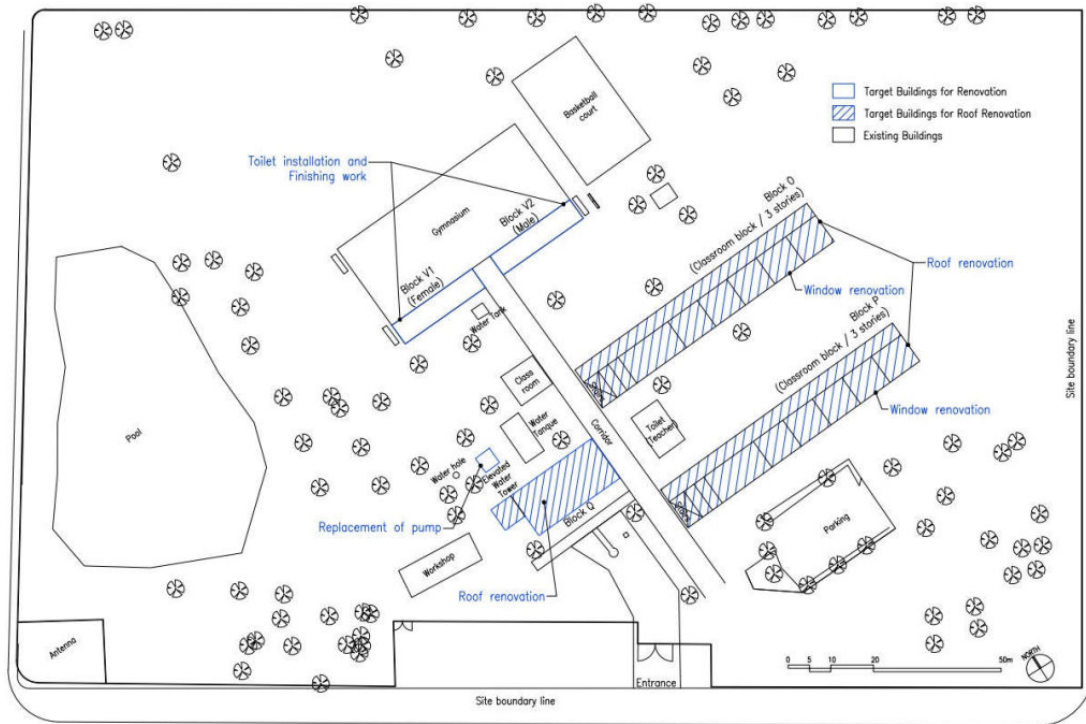 Target Buildings for Renovation
Target Buildings for Roof Renovation
Existing Buildings
Basketball
court
Toilet installation and
Finishing work
Gymnasium
Block V2
(Male)
Block V1
(Female)
Block O
(Classroom block / 3 stories)
Roof renovation
Window renovation
Block P
(Classroom block / 3 stories)
Window renovation
Water Tank
Class
room
Water
Tanque
Corridor
Toilet
Teacher
Pool
Water hole
Elevated
Water
Tower
Replacement of pump
Block Q
Workshop
Roof renovation
Parking
Site boundary line
Antenna
Entrance
0 5 10 20 50m
NORTH
Site boundary line